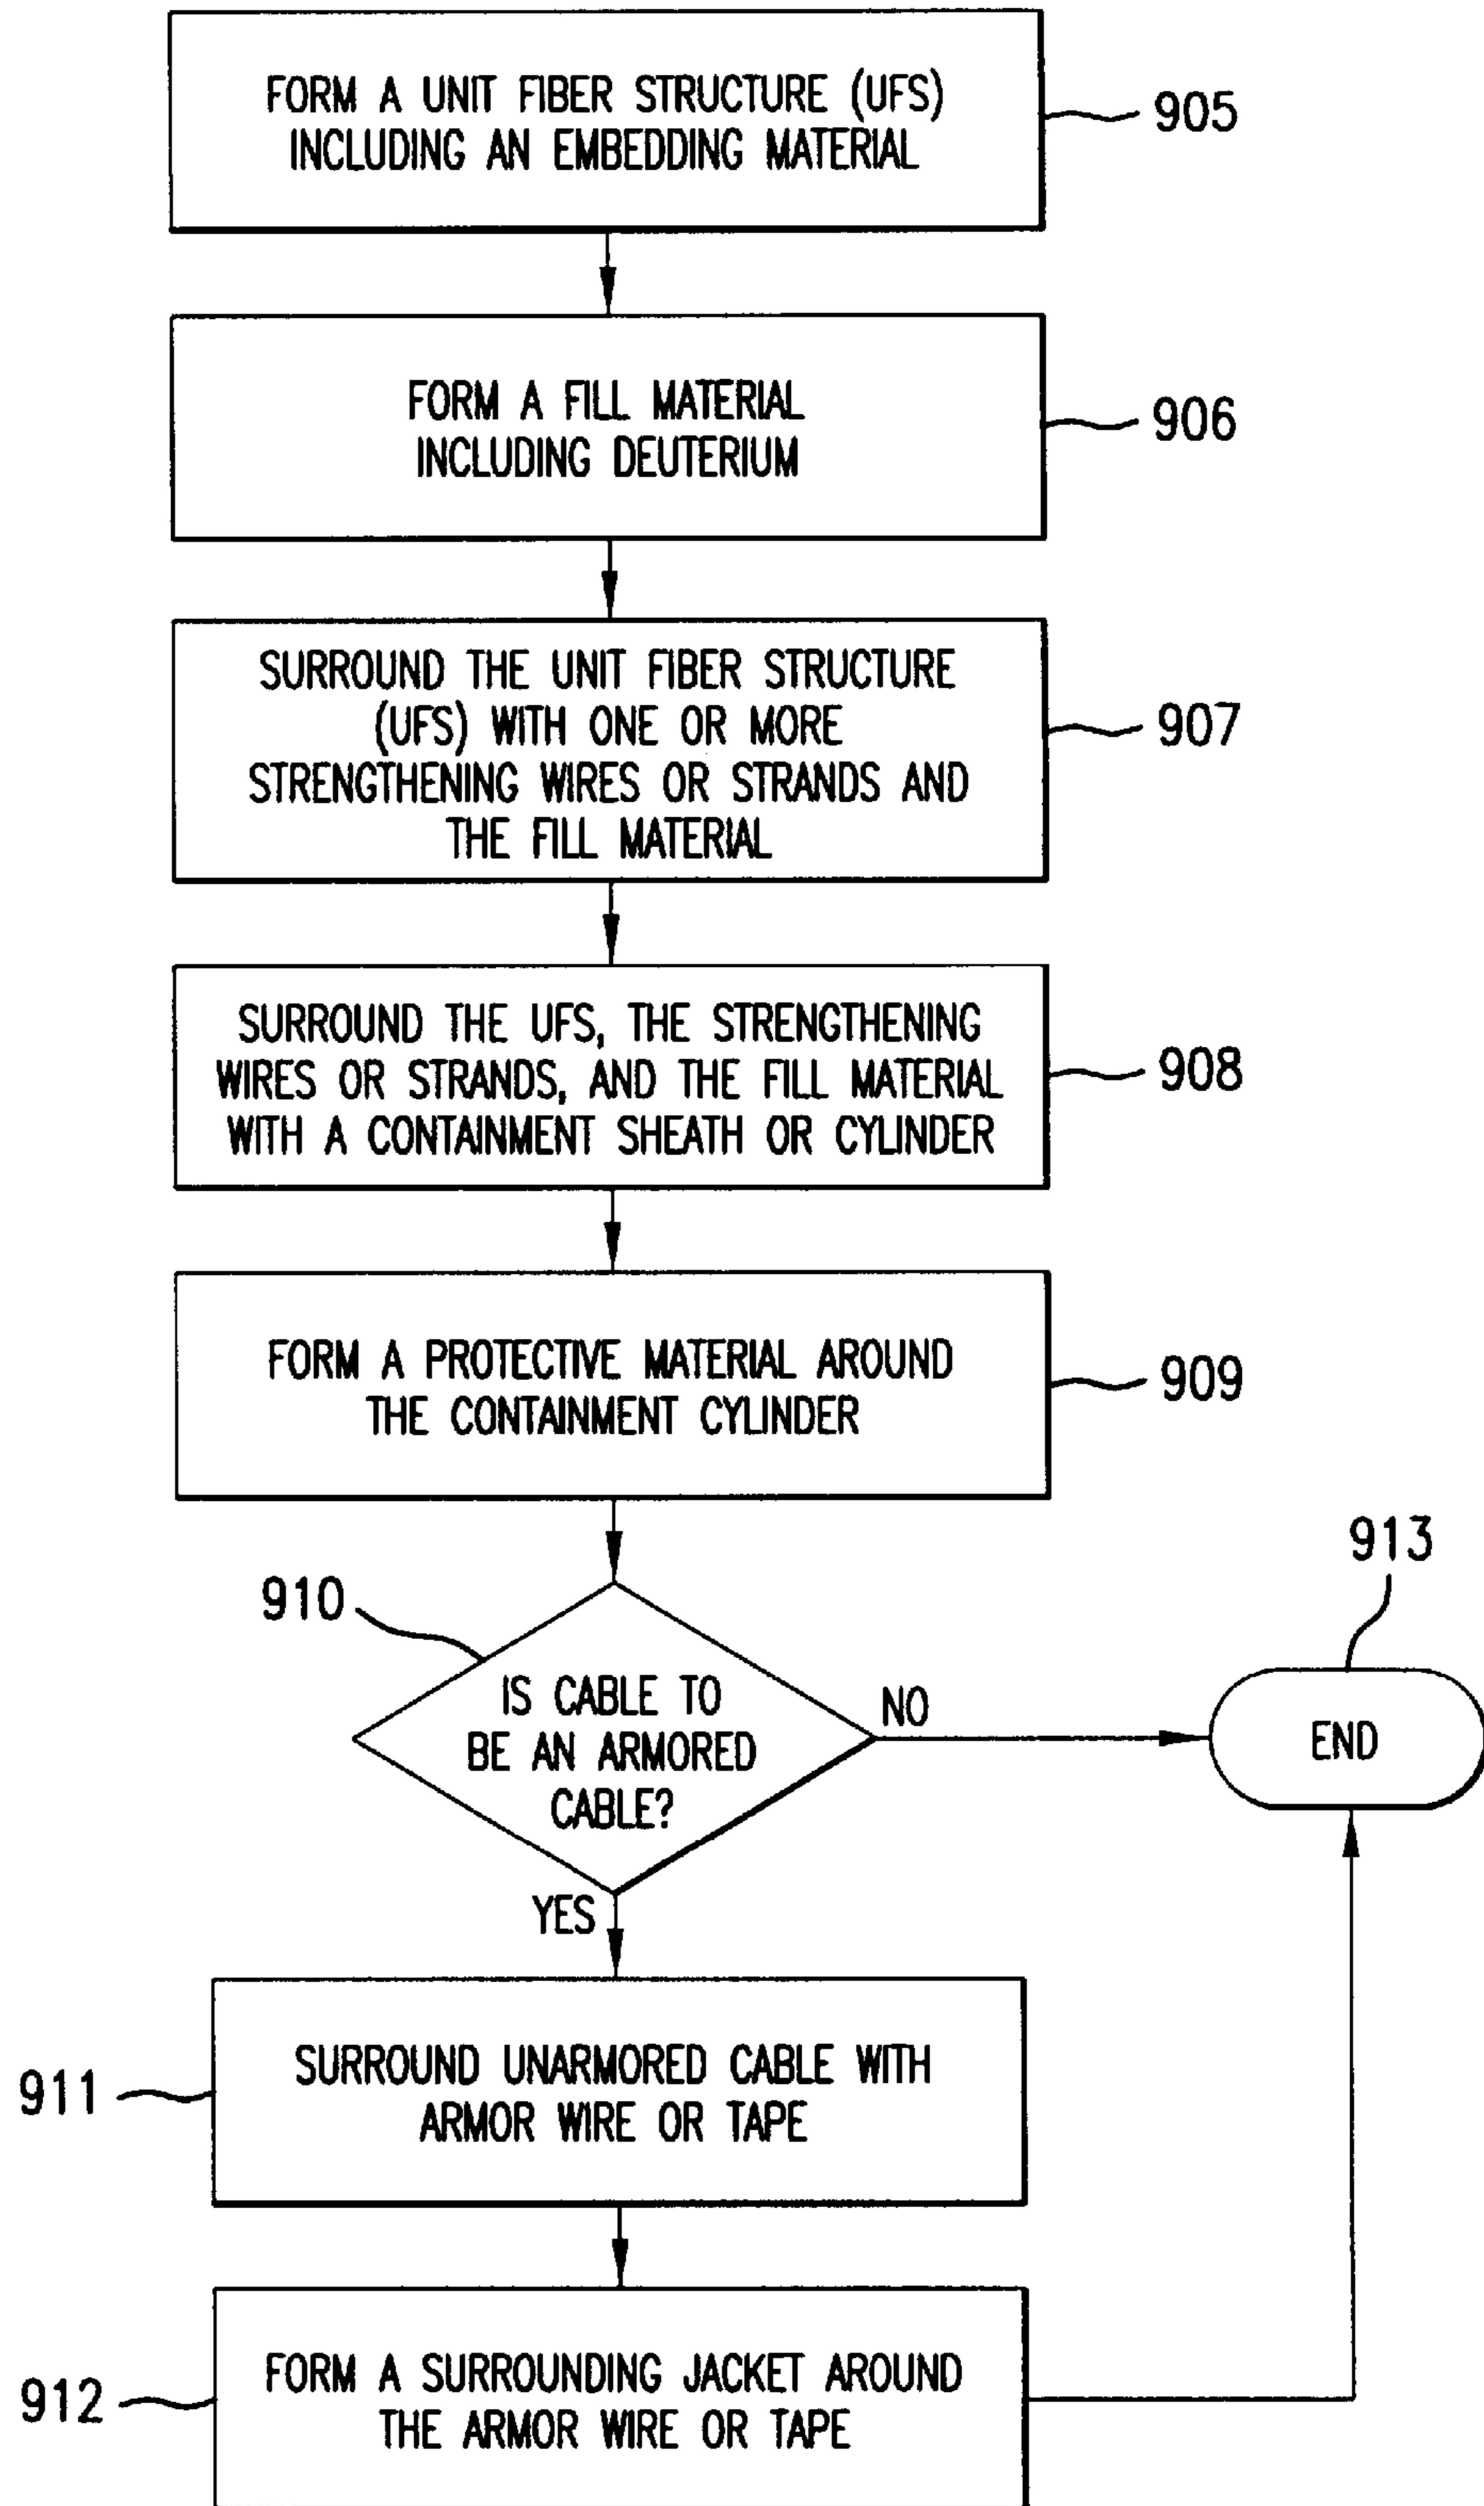 FORM A UNIT FIBER STRUCTURE (UFS)
INCLUDING AN EMBEDDING MATERIAL
905
FORM A FILL MATERIAL
INCLUDING DEUTERIUM
906
SURROUND THE UNIT FIBER STRUCTURE
(UFS) WITH ONE OR MORE
STRENGTHENING WIRES OR STRANDS AND
THE FILL MATERIAL
907
SURROUND THE UFS, THE STRENGTHENING
WIRES OR STRANDS, AND THE FILL MATERIAL
WITH A CONTAINMENT SHEATH OR CYLINDER
908
FORM A PROTECTIVE MATERIAL AROUND
THE CONTAINMENT CYLINDER
909
910
IS CABLE TO
BE AN ARMORED
CABLE?
NO
913
END
YES
911
SURROUND UNARMORED CABLE WITH
ARMOR WIRE OR TAPE
912
FORM A SURROUNDING JACKET AROUND
THE ARMOR WIRE OR TAPE